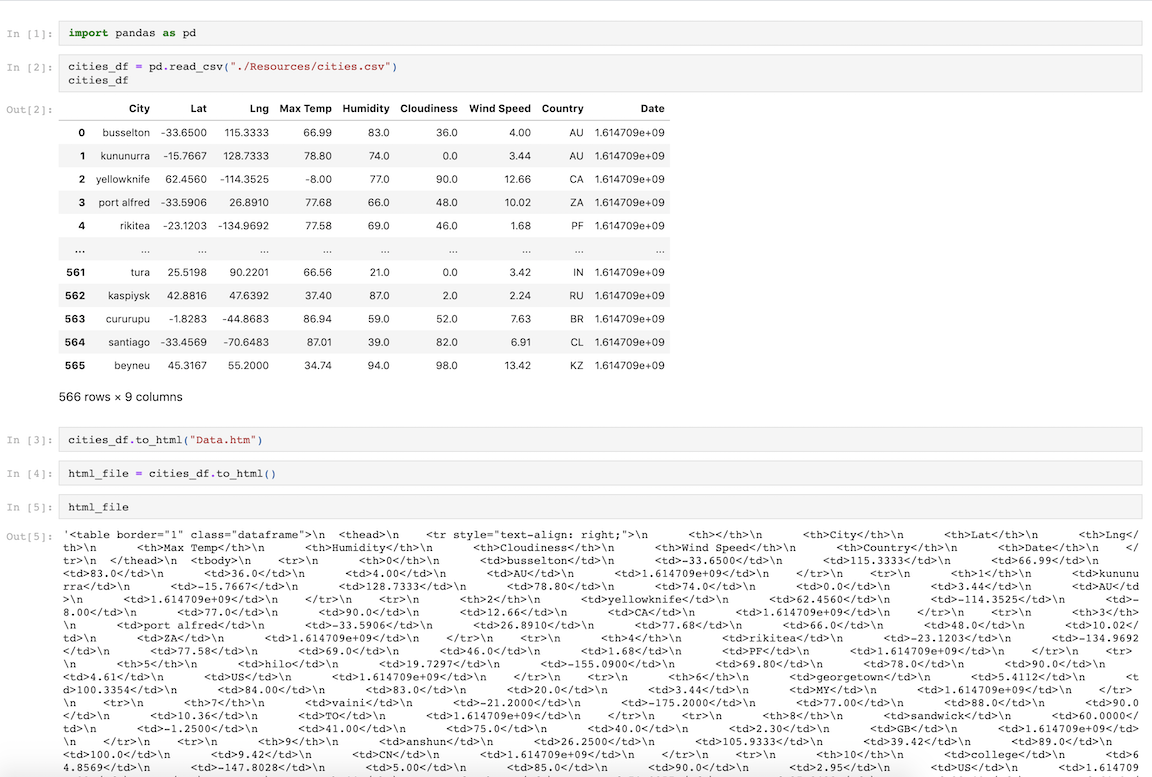 In [1]: import pandas as pd
In [2]: cities_df = pd.read_csv("./Resources/cities.csv")
cities_df
Out[2]: City Lat Lng Max Temp Humidity Cloudiness Wind Speed Country Date
0 busselton -33.6500 115.3333 66.99 83.0 36.0 4.00 AU 1.614709e+09
1 kununurra -15.7667 128.7333 78.80 74.0 0.0 3.44 AU 1.614709e+09
2 yellowknife 62.4560 -114.3525 -8.00 77.0 90.0 12.66 CA 1.614709e+09
3 port alfred -33.5906 26.8910 77.68 66.0 48.0 10.02 ZA 1.614709e+09
4 rikitea -23.1203 -134.9692 77.58 69.0 46.0 1.68 PF 1.614709e+09
... ... ... ... ... ... ... ... ... ...
561 tura 25.5198 90.2201 66.56 21.0 0.0 3.42 IN 1.614709e+09
562 kaspiysk 42.8816 47.6392 37.40 87.0 2.0 2.24 RU 1.614709e+09
563 cururupu -1.8283 -44.8683 86.94 59.0 52.0 7.63 BR 1.614709e+09
564 santiago -33.4569 -70.6483 87.01 39.0 82.0 6.91 CL 1.614709e+09
565 beyneu 45.3167 55.2000 34.74 94.0 98.0 13.42 KZ 1.614709e+09
566 rows × 9 columns
In [3]: cities_df.to_html("Data.htm")
In [4]: html_file = cities_df.to_html()
In [5]: html_file
Out[5]: '<table border="1" class="dataframe">\n <thead>\n <tr style="text-align: right;">\n <th></th>\n <th>City</th>\n <th>Lat</th>\n <th>Lng</
th>\n <th>Max Temp</th>\n <th>Humidity</th>\n <th>Cloudiness</th>\n <th>Wind Speed</th>\n <th>Country</th>\n <th>Date</th>\n </
tr>\n </thead>\n <tbody>\n <tr>\n <th>0</th>\n <td>busselton</td>\n <td>-33.6500</td>\n <td>115.3333</td>\n <td>66.99</td>\n
<td>83.0</td>\n <td>36.0</td>\n <td>4.00</td>\n <td>AU</td>\n <td>1.614709e+09</td>\n </tr>\n <tr>\n <th>1</th>\n <td>kununu
rra</td>\n <td>-15.7667</td>\n <td>128.7333</td>\n <td>78.80</td>\n <td>74.0</td>\n <td>0.0</td>\n <td>3.44</td>\n <td>AU</td
>\n <td>1.614709e+09</td>\n </tr>\n <tr>\n <th>2</th>\n <td>yellowknife</td>\n <td>62.4560</td>\n <td>-114.3525</td>\n <td>-
8.00</td>\n <td>77.0</td>\n <td>90.0</td>\n <td>12.66</td>\n <td>CA</td>\n <td>1.614709e+09</td>\n </tr>\n <tr>\n <th>3</th>
\n <td>port alfred</td>\n <td>-33.5906</td>\n <td>26.8910</td>\n <td>77.68</td>\n <td>66.0</td>\n <td>48.0</td>\n <td>10.02</
td>\n <td>ZA</td>\n <td>1.614709e+09</td>\n </tr>\n <tr>\n <th>4</th>\n <td>rikitea</td>\n <td>-23.1203</td>\n <td>-134.9692
</td>\n <td>77.58</td>\n <td>69.0</td>\n <td>46.0</td>\n <td>1.68</td>\n <td>PF</td>\n <td>1.614709e+09</td>\n </tr>\n <tr>
\n <th>5</th>\n <td>hilo</td>\n <td>19.7297</td>\n <td>-155.0900</td>\n <td>69.80</td>\n <td>78.0</td>\n <td>90.0</td>\n
<td>4.61</td>\n <td>US</td>\n <td>1.614709e+09</td>\n </tr>\n <tr>\n <th>6</th>\n <td>georgetown</td>\n <td>5.4112</td>\n <t
d>100.3354</td>\n <td>84.00</td>\n <td>83.0</td>\n <td>20.0</td>\n <td>3.44</td>\n <td>MY</td>\n <td>1.614709e+09</td>\n </tr>
\n <tr>\n <th>7</th>\n <td>vaini</td>\n <td>-21.2000</td>\n <td>-175.2000</td>\n <td>77.00</td>\n <td>88.0</td>\n <td>90.0
</td>\n <td>10.36</td>\n <td>TO</td>\n <td>1.614709e+09</td>\n </tr>\n <tr>\n <th>8</th>\n <td>sandwick</td>\n <td>60.0000</
td>\n <td>-1.2500</td>\n <td>41.00</td>\n <td>75.0</td>\n <td>40.0</td>\n <td>2.30</td>\n <td>GB</td>\n <td>1.614709e+09</td>
\n </tr>\n <tr>\n <th>9</th>\n <td>anshun</td>\n <td>26.2500</td>\n <td>105.9333</td>\n <td>39.42</td>\n <td>89.0</td>\n
<td>100.0</td>\n <td>9.42</td>\n <td>CN</td>\n <td>1.614709e+09</td>\n </tr>\n <tr>\n <th>10</th>\n <td>college</td>\n <td>6
4.8569</td>\n <td>-147.8028</td>\n <td>5.00</td>\n <td>85.0</td>\n <td>90.0</td>\n <td>2.95</td>\n <td>US</td>\n <td>1.614709